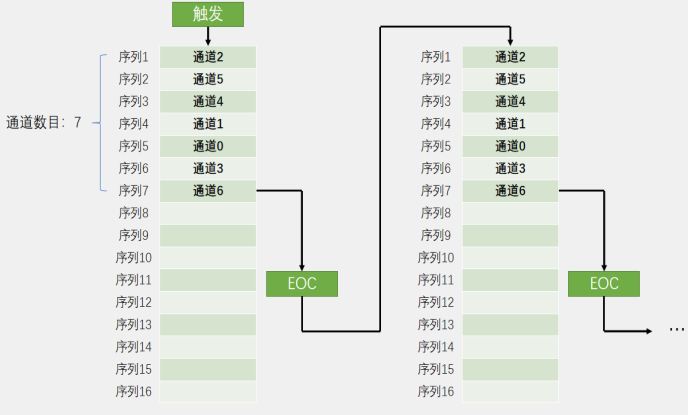 触发
通道数目：7
序列1 通道2
序列2 通道5
序列3 通道4
序列4 通道1
序列5 通道0
序列6 通道3
序列7 通道6
序列8
序列9
序列10
序列11
序列12
序列13
序列14
序列15
序列16
EOC
序列1 通道2
序列2 通道5
序列3 通道4
序列4 通道1
序列5 通道0
序列6 通道3
序列7 通道6
序列8
序列9
序列10
序列11
序列12
序列13
序列14
序列15
序列16
EOC
...